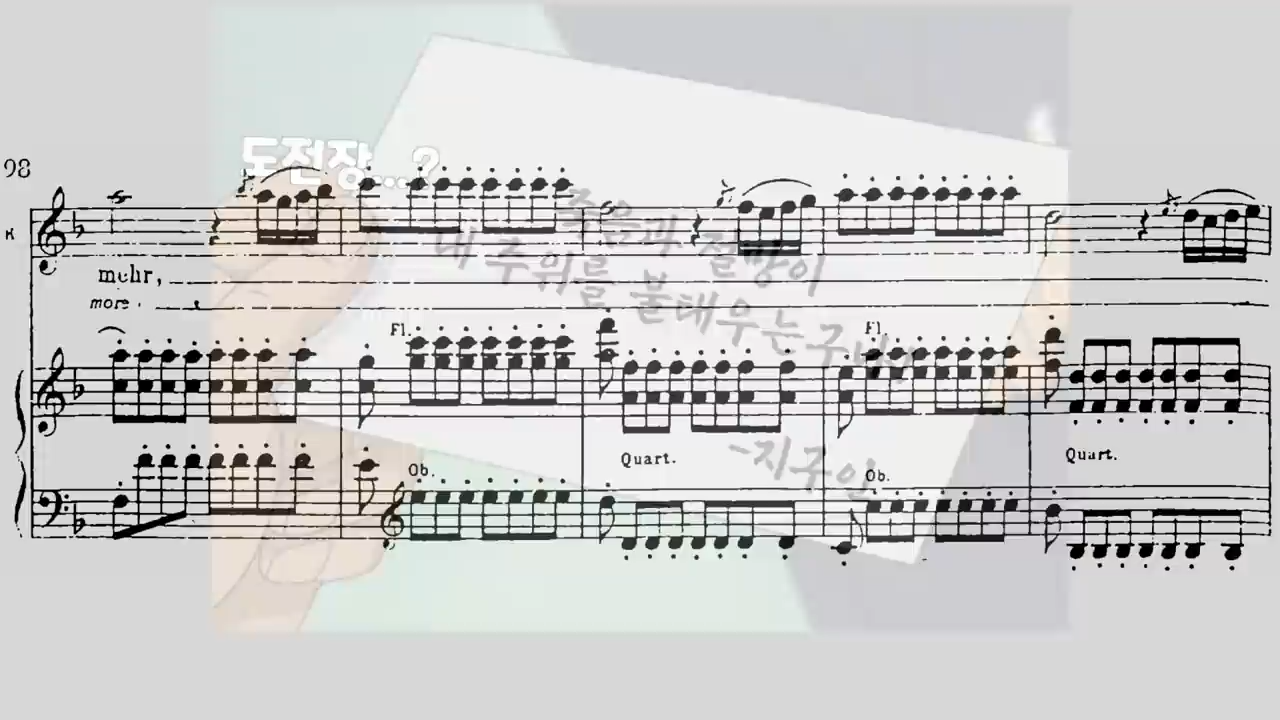 98
도전장...?
K
죽음과 절망이
내 주위를 불태우는구나!
mehr,
more
Fl.
Fl.
-지구인
Ob.
Quart.
Ob.
Quart.